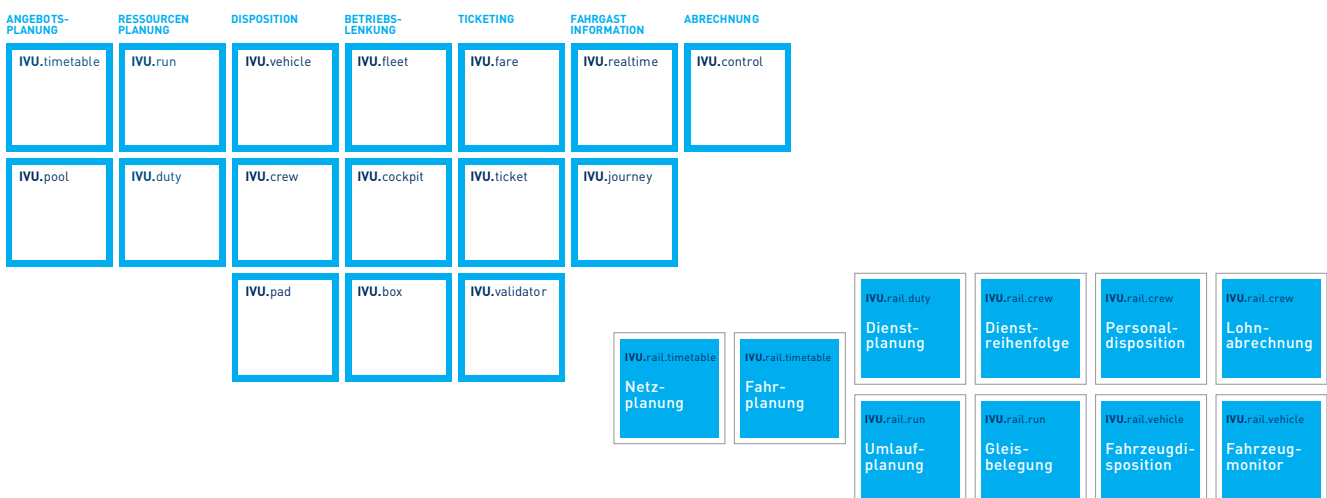 ANGEBOTS-
PLANUNG
RESSOURCEN
PLANUNG
DISPOSITION
BETRIEBS-
LENKUNG
TICKETING
FAHRGAST
INFORMATION
ABRECHNUNG
IVU.timetable
IVU.run
IVU.vehicle
IVU.fleet
IVU.fare
IVU.realtime
IVU.control
IVU.pool
IVU.duty
IVU.crew
IVU.cockpit
IVU.ticket
IVU.journey
IVU.pad
IVU.box
IVU.validator
IVU.rail.timetable
Netz-
planung
IVU.rail.timetable
Fahr-
planung
IVU.rail.duty
Dienst-
planung
IVU.rail.crew
Dienst-
reihenfolge
IVU.rail.crew
Personal-
disposition
IVU.rail.crew
Lohn-
abrechnung
IVU.rail.run
Umlauf-
planung
IVU.rail.run
Gleis-
belegung
IVU.rail.vehicle
Fahrzeugdi-
sposition
IVU.rail.vehicle
Fahrzeug-
monitor